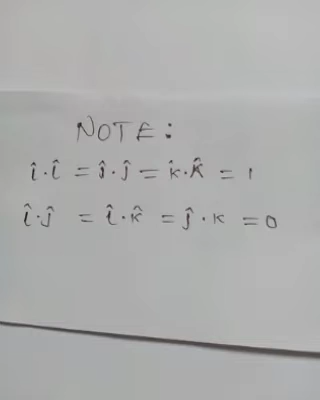 NOTE:
î·î = ĵ·ĵ = k·k̂ = 1
î·ĵ = î·k̂ = ĵ·k = 0